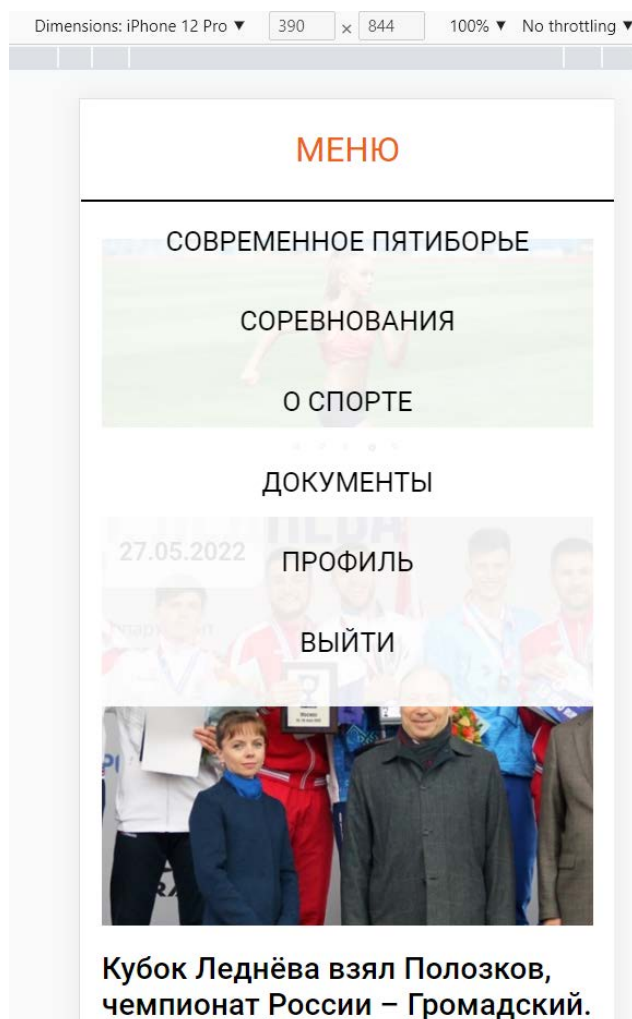 Dimensions: iPhone 12 Pro ▼ 390 × 844 100% ▼ No throttling ▼
МЕНЮ
СОВРЕМЕННОЕ ПЯТИБОРЬЕ
СОРЕВНОВАНИЯ
О СПОРТЕ
ДОКУМЕНТЫ
27.05.2022
ПРОФИЛЬ
ВЫЙТИ
Кубок Леднёва взял Полозков,
чемпионат России – Громадский.